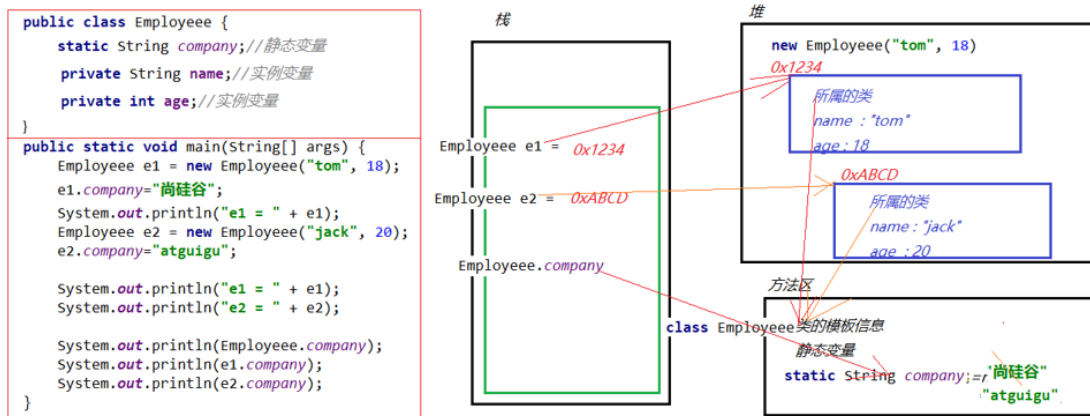 public class Employeee {
static String company;//静态变量
private String name;//实例变量
private int age;//实例变量
}
public static void main(String[] args) {
Employeee e1 = new Employeee("tom", 18);
e1.company="尚硅谷";
System.out.println("e1 = " + e1);
Employeee e2 = new Employeee("jack", 20);
e2.company="atguigu";
System.out.println("e1 = " + e1);
System.out.println("e2 = " + e2);
System.out.println(Employeee.company);
System.out.println(e1.company);
System.out.println(e2.company);
}
栈
Employeee e1 = 0x1234
Employeee e2 = 0xABCD
Employeee.company
堆
new Employeee("tom", 18)
0x1234
所属的类
name : "tom"
age : 18
0xABCD
所属的类
name : "jack"
age : 20
方法区
class Employeee类的模板信息
静态变量
static String company;="尚硅谷"
"atguigu"